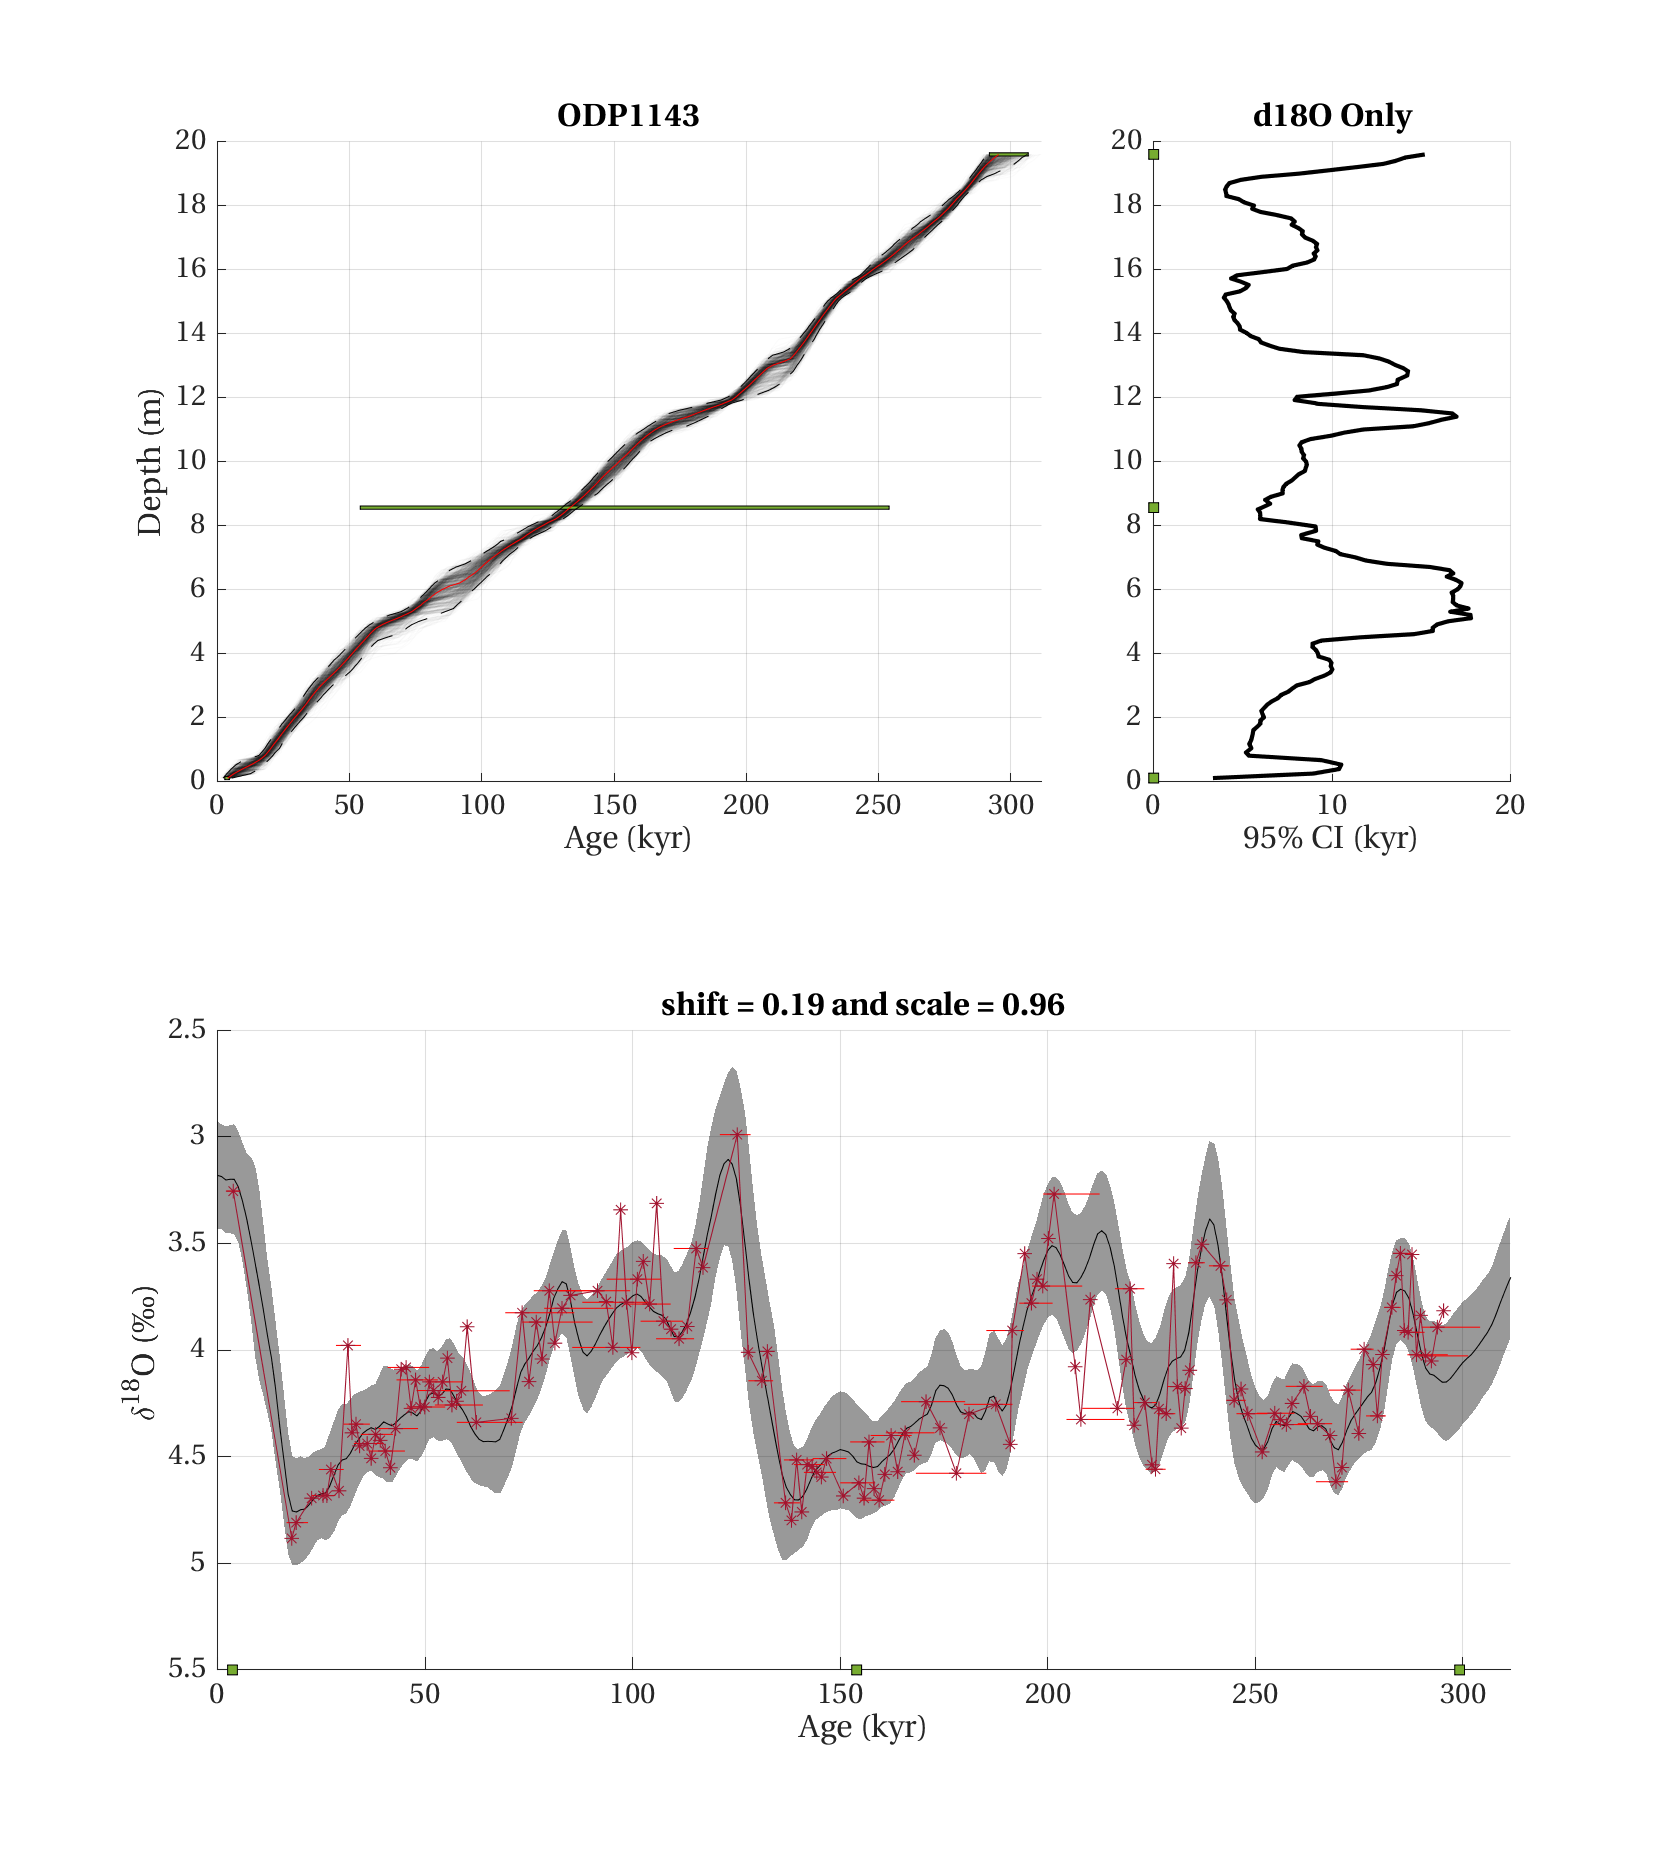 ODP1143
20
18
16
14
12
10
8
6
4
2
0
Depth (m)
0 50 100 150 200 250 300
Age (kyr)
d18O Only
20
18
16
14
12
10
8
6
4
2
0
0 10 20
95% CI (kyr)
shift = 0.19 and scale = 0.96
2.5
3
3.5
4
4.5
5
5.5
δ18O (‰)
0 50 100 150 200 250 300
Age (kyr)